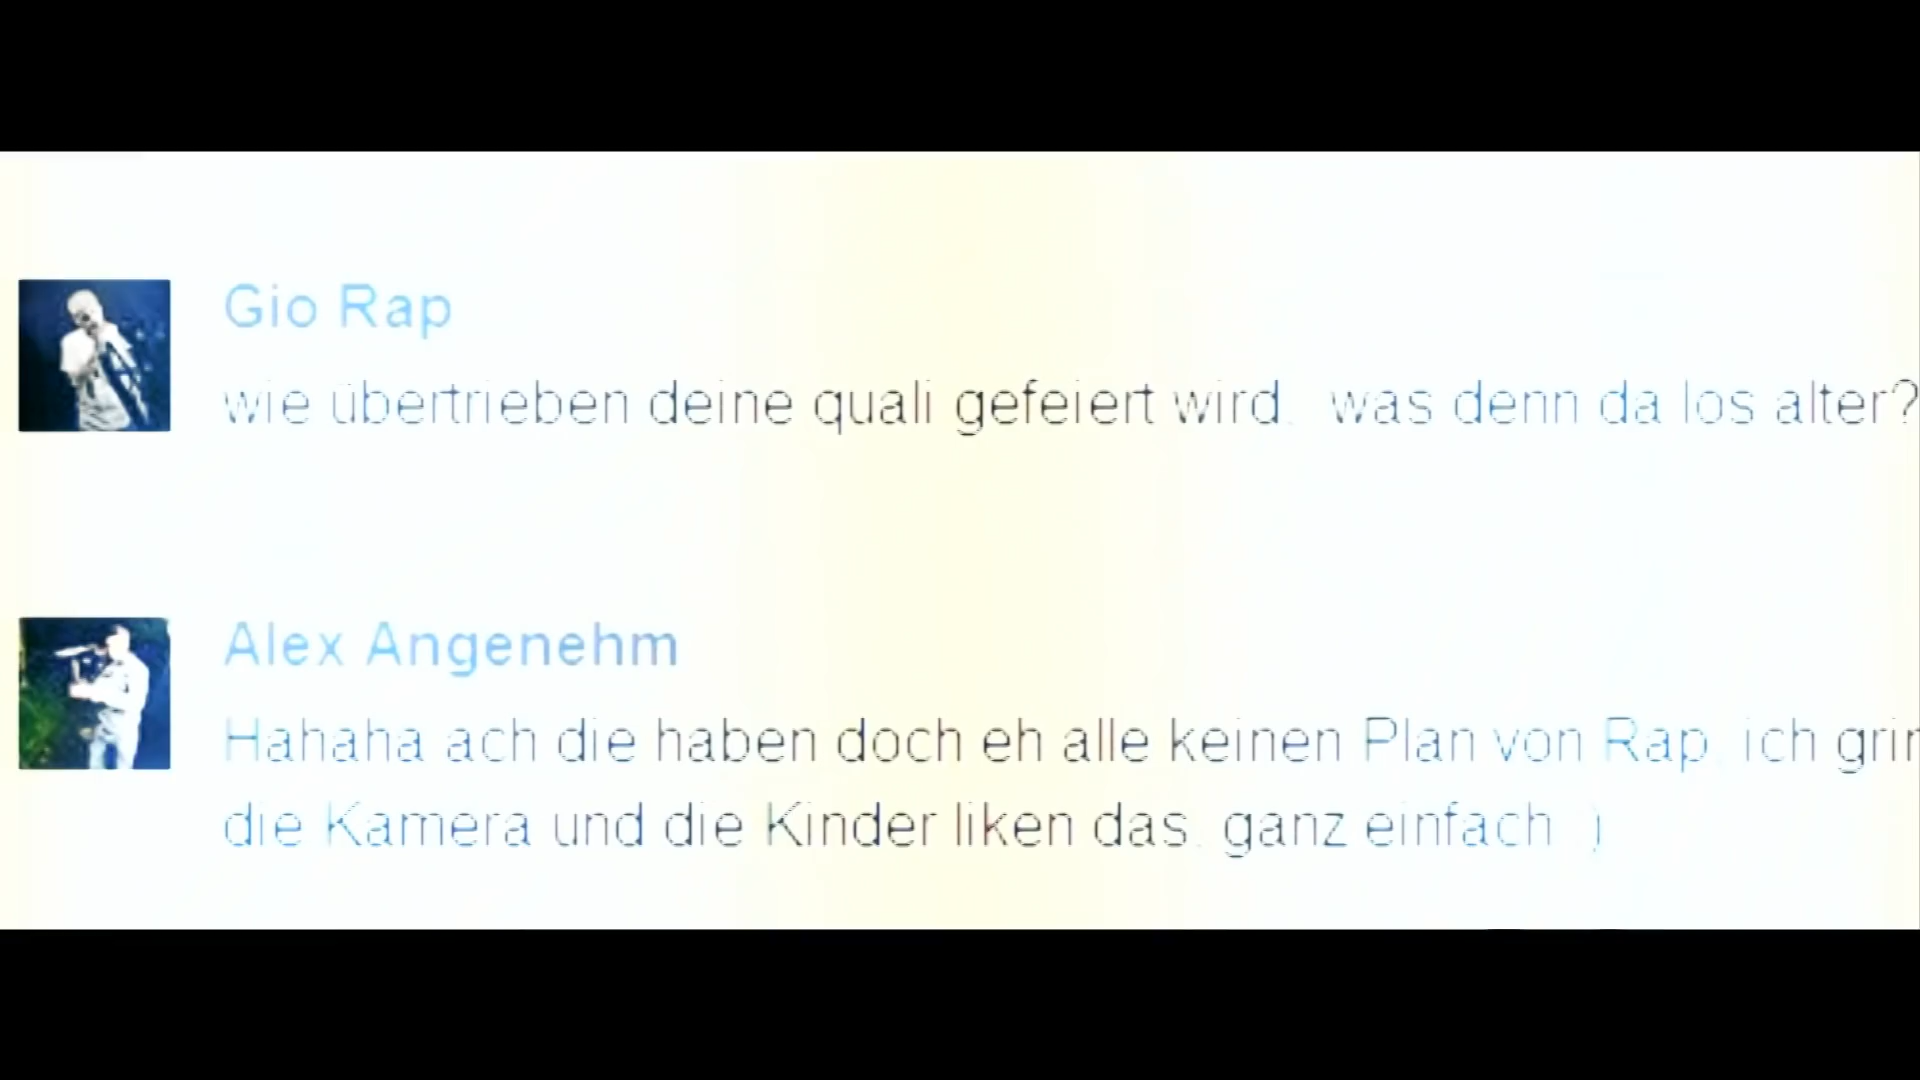 Gio Rap
wie übertrieben deine quali gefeiert wird. was denn da los alter?
Alex Angenehm
Hahaha ach die haben doch eh alle keinen Plan von Rap, ich
die Kamera und die Kinder liken das, ganz einfach :)